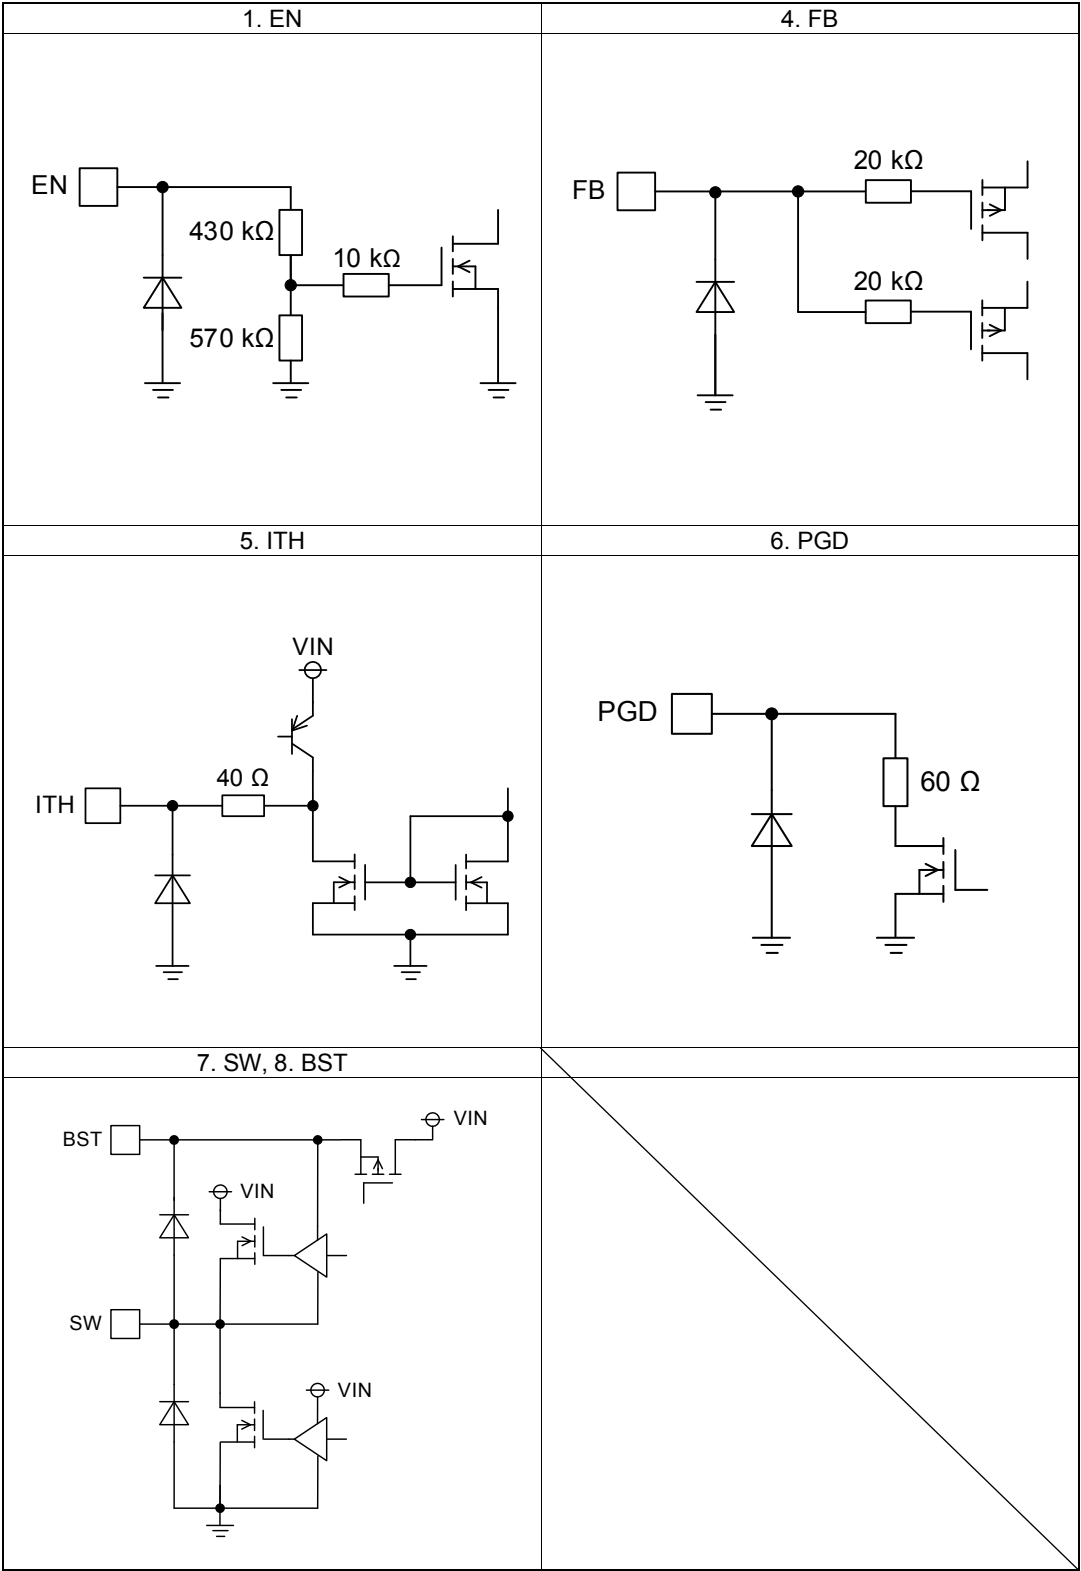 1. EN
4. FB
EN
430 kΩ
10 kΩ
570 kΩ
FB
20 kΩ
20 kΩ
5. ITH
6. PGD
VIN
40 Ω
ITH
PGD
60 Ω
7. SW, 8. BST
BST
VIN
VIN
SW
VIN